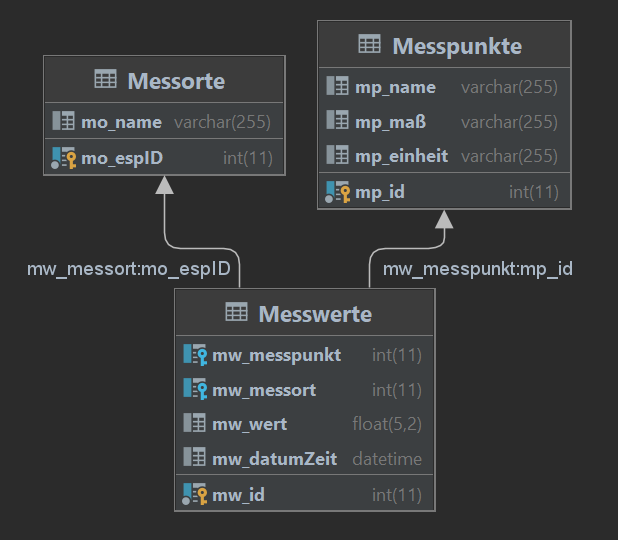 Messorte
mo_name varchar(255)
mo_espID int(11)
Messpunkte
mp_name varchar(255)
mp_maß varchar(255)
mp_einheit varchar(255)
mp_id int(11)
mw_messort:mo_espID
mw_messpunkt:mp_id
Messwerte
mw_messpunkt int(11)
mw_messort int(11)
mw_wert float(5,2)
mw_datumZeit datetime
mw_id int(11)